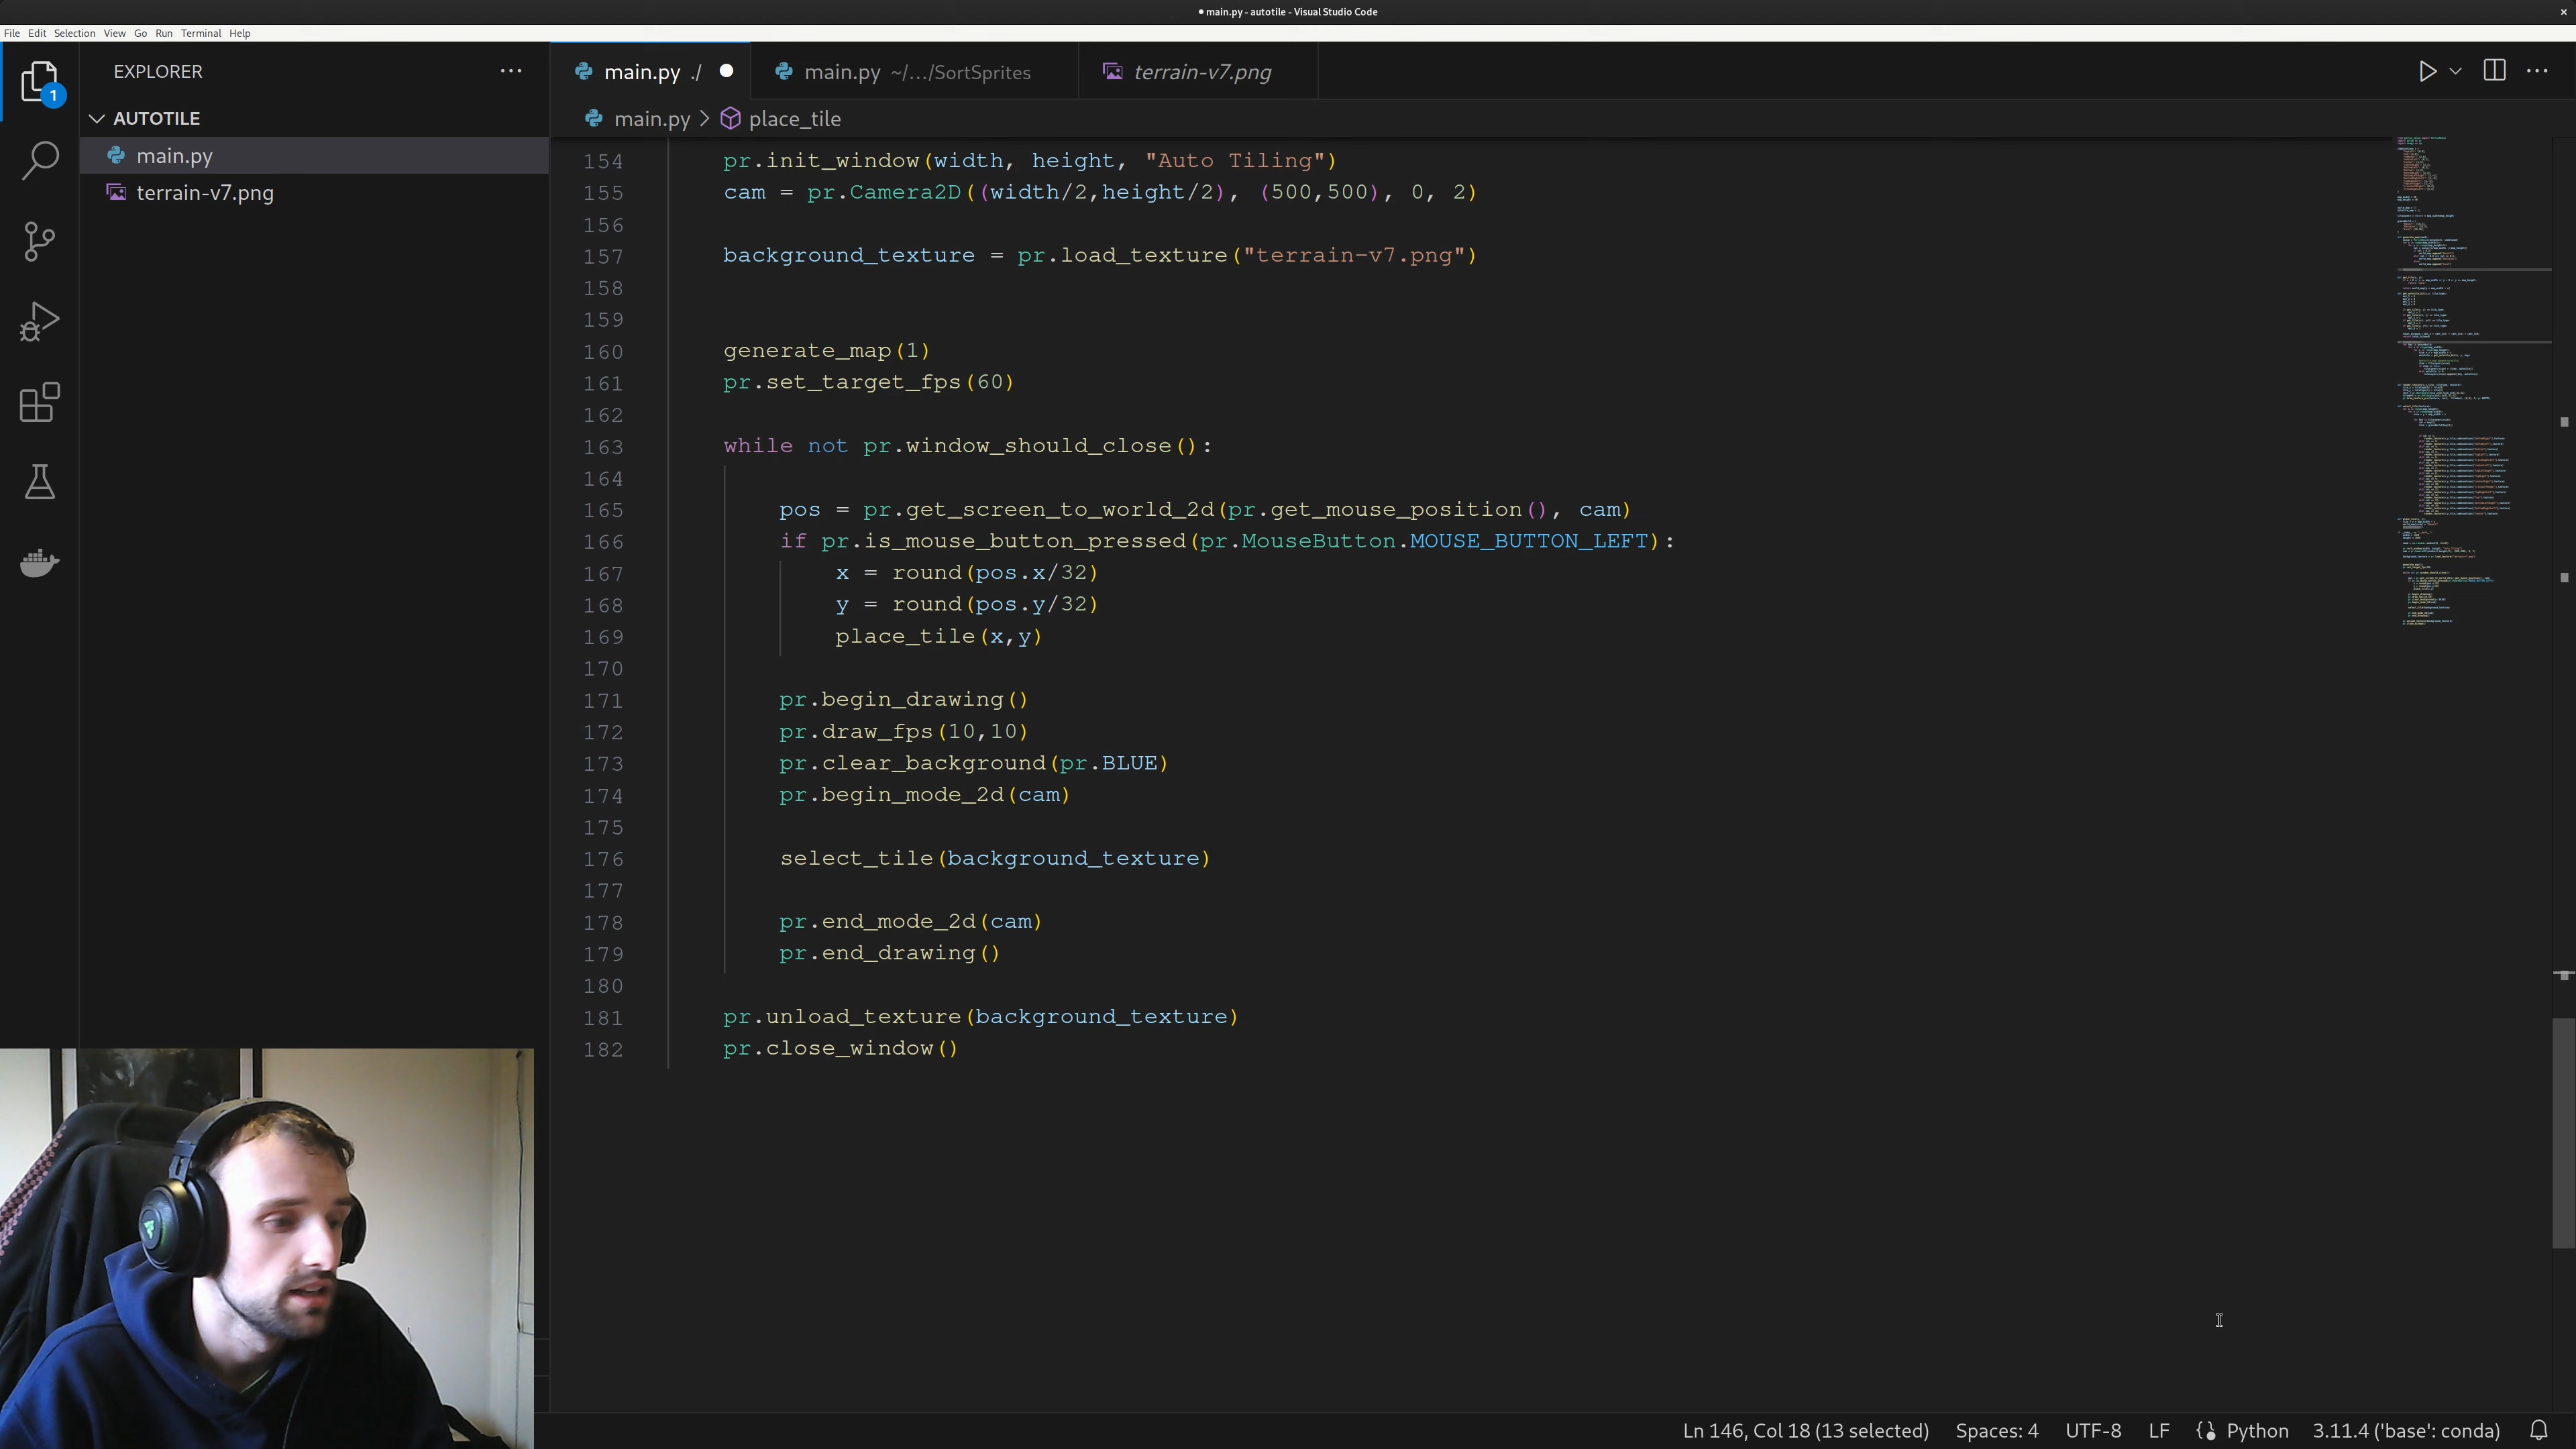 main.py - autotile - Visual Studio Code
File Edit Selection View Go Run Terminal Help
EXPLORER
1
AUTOTILE
main.py
terrain-v7.png
main.py ./
main.py ~/.../SortSprites
terrain-v7.png
main.py > place_tile
154 pr.init_window(width, height, "Auto Tiling")
155 cam = pr.Camera2D((width/2,height/2), (500,500), 0, 2)
156
157 background_texture = pr.load_texture("terrain-v7.png")
158
159
160 generate_map(1)
161 pr.set_target_fps(60)
162
163 while not pr.window_should_close():
164
165 pos = pr.get_screen_to_world_2d(pr.get_mouse_position(), cam)
166 if pr.is_mouse_button_pressed(pr.MouseButton.MOUSE_BUTTON_LEFT):
167 x = round(pos.x/32)
168 y = round(pos.y/32)
169 place_tile(x,y)
170
171 pr.begin_drawing()
172 pr.draw_fps(10,10)
173 pr.clear_background(pr.BLUE)
174 pr.begin_mode_2d(cam)
175
176 select_tile(background_texture)
177
178 pr.end_mode_2d(cam)
179 pr.end_drawing()
180
181 pr.unload_texture(background_texture)
182 pr.close_window()
Ln 146, Col 18 (13 selected) Spaces: 4 UTF-8 LF Python 3.11.4 ('base': conda)